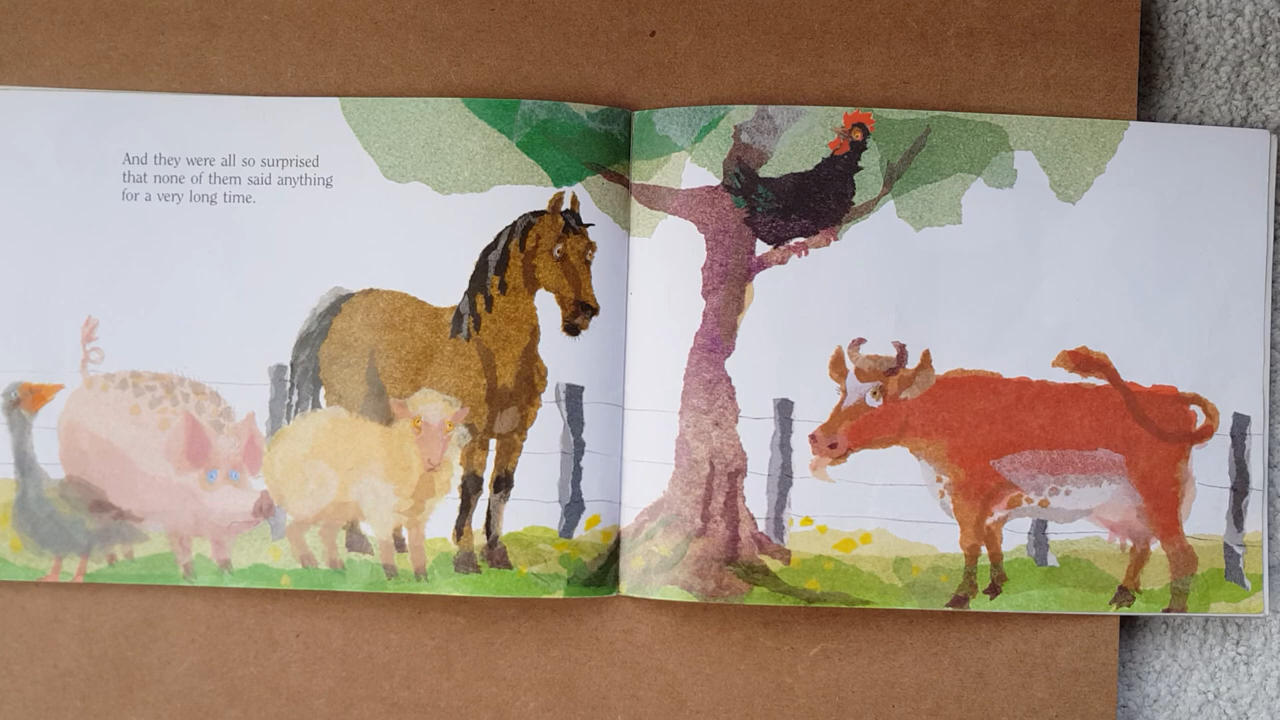 And they were all so surprised
that none of them said anything
for a very long time.